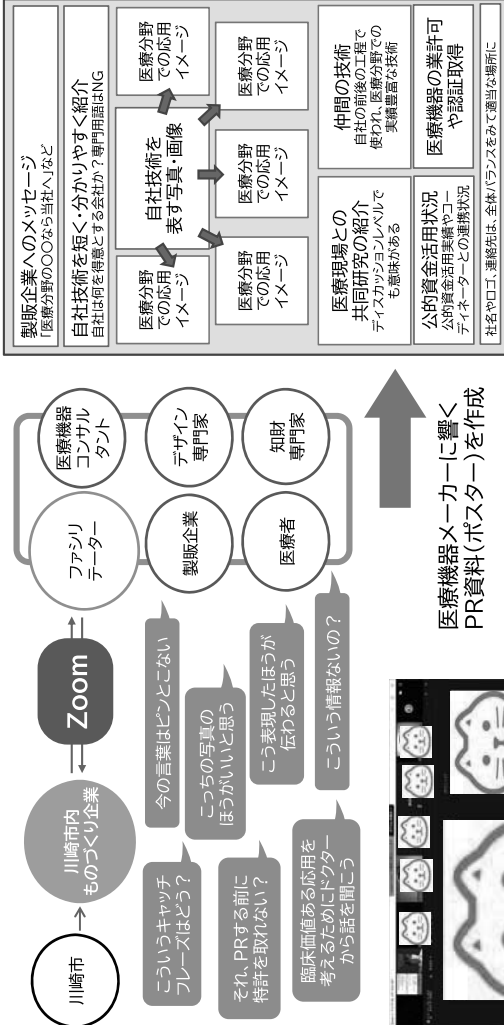 川崎市
川崎市内
ものづくり企業
Zoom
ファシリ
テーター
医療機器
コンサル
タント
製販企業
デザイン
専門家
医療者
知財
専門家
こういうキャッチ
フレーズはどう？
それ、PRする前に
特許を取れない？
臨床価値ある応用を
考えるためにドクター
から話を聞こう
今の言葉はピンとこない
こっちの写真の
ほうがいいと思う
こう表現したほうが
伝わると思う
こういう情報ないの？
医療機器メーカーに響く
PR資料（ポスター）を作成
製販企業へのメッセージ
「医療分野の〇〇なら当社へ」など
自社技術を短く・分かりやすく紹介
自社は何を得意とする会社か？専門用語はNG
医療分野
での応用
イメージ
自社技術を
表す写真・画像
医療分野
での応用
イメージ
医療分野
での応用
イメージ
医療分野
での応用
イメージ
医療分野
での応用
イメージ
医療現場との
共同研究の紹介
ディスカッションレベルで
も意味がある
仲間の技術
自社の前後の工程で
使われ、医療分野での
実績豊富な技術
公的資金活用状況
公的資金活用実績やコー
ディネーターとの連携状況
医療機器の業許可
や認証取得
社名やロゴ、連絡先は、全体バランスをみて適当な場所に